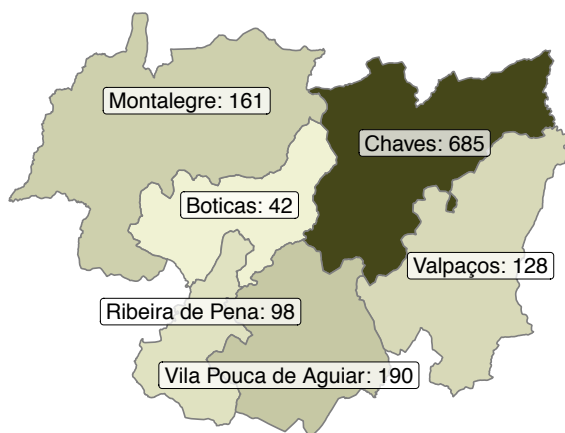 Montalegre: 161
Chaves: 685
Boticas: 42
Valpaços: 128
Ribeira de Pena: 98
Vila Pouca de Aguiar: 190